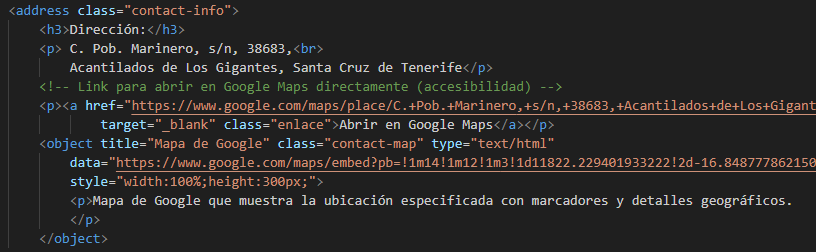 <address class="contact-info">
<h3>Dirección:</h3>
<p> C. Pob. Marinero, s/n, 38683,<br>
Acantilados de Los Gigantes, Santa Cruz de Tenerife</p>
<!-- Link para abrir en Google Maps directamente (accesibilidad) -->
<p><a href="https://www.google.com/maps/place/C.+Pob.+Marinero,+s/n,+38683,+Acantilados+de+Los+Gigant
target="_blank" class="enlace">Abrir en Google Maps</a></p>
<object title="Mapa de Google" class="contact-map" type="text/html"
data="https://www.google.com/maps/embed?pb=!1m14!1m12!1m3!1d11822.229401933222!2d-16.848777862150
style="width:100%;height:300px;">
<p>Mapa de Google que muestra la ubicación especificada con marcadores y detalles geográficos.
</p>
</object>